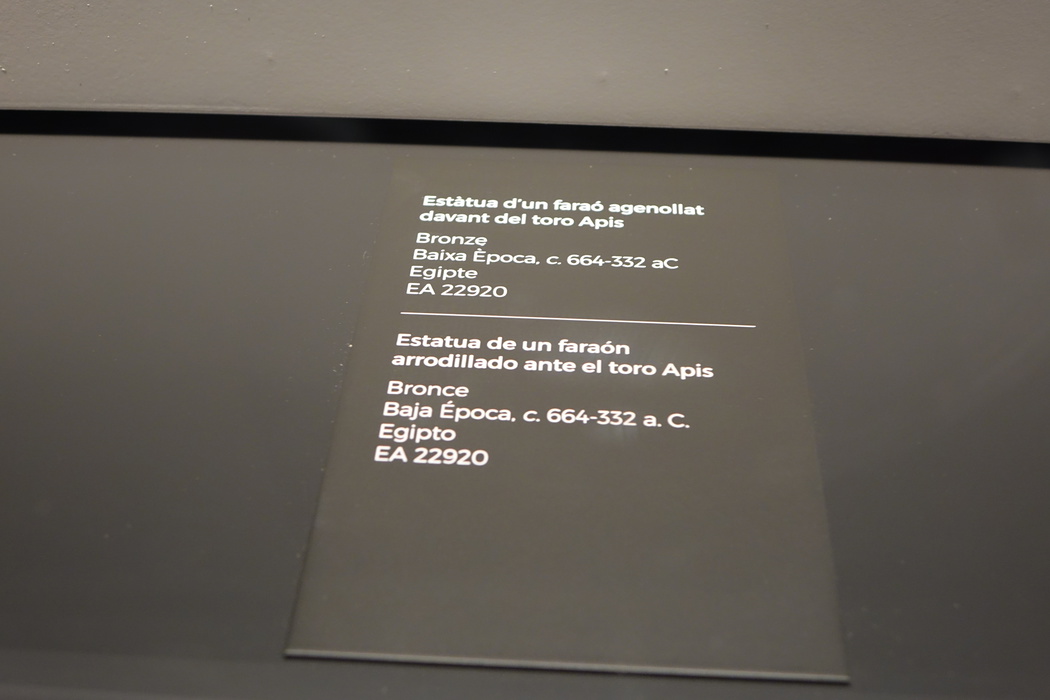 Estàtua d'un faraó agenollat
davant del toro Apis
Bronze
Baixa Època, c. 664-332 aC
Egipte
EA 22920
Estatua de un faraón
arrodillado ante el toro Apis
Bronce
Baja Época, c. 664-332 a. C.
Egipto
EA 22920